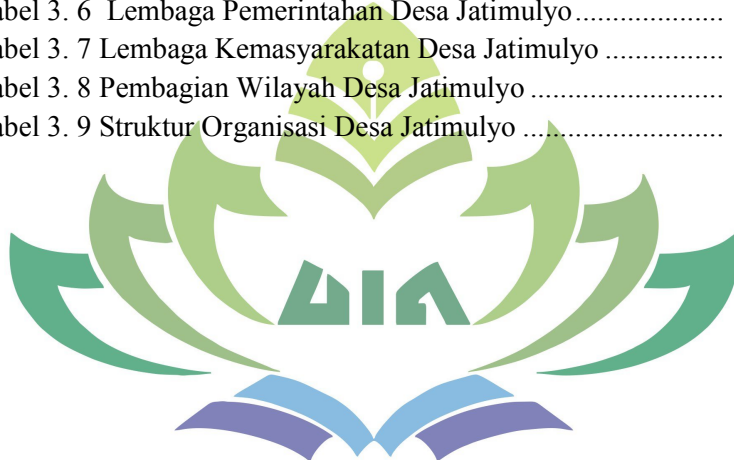 abel 3. 6  Lembaga Pemerintahan Desa Jatimulyo.....................
abel 3. 7 Lembaga Kemasyarakatan Desa Jatimulyo .................
abel 3. 8 Pembagian Wilayah Desa Jatimulyo ...........................
abel 3. 9 Struktur Organisasi Desa Jatimulyo ............................
UIN